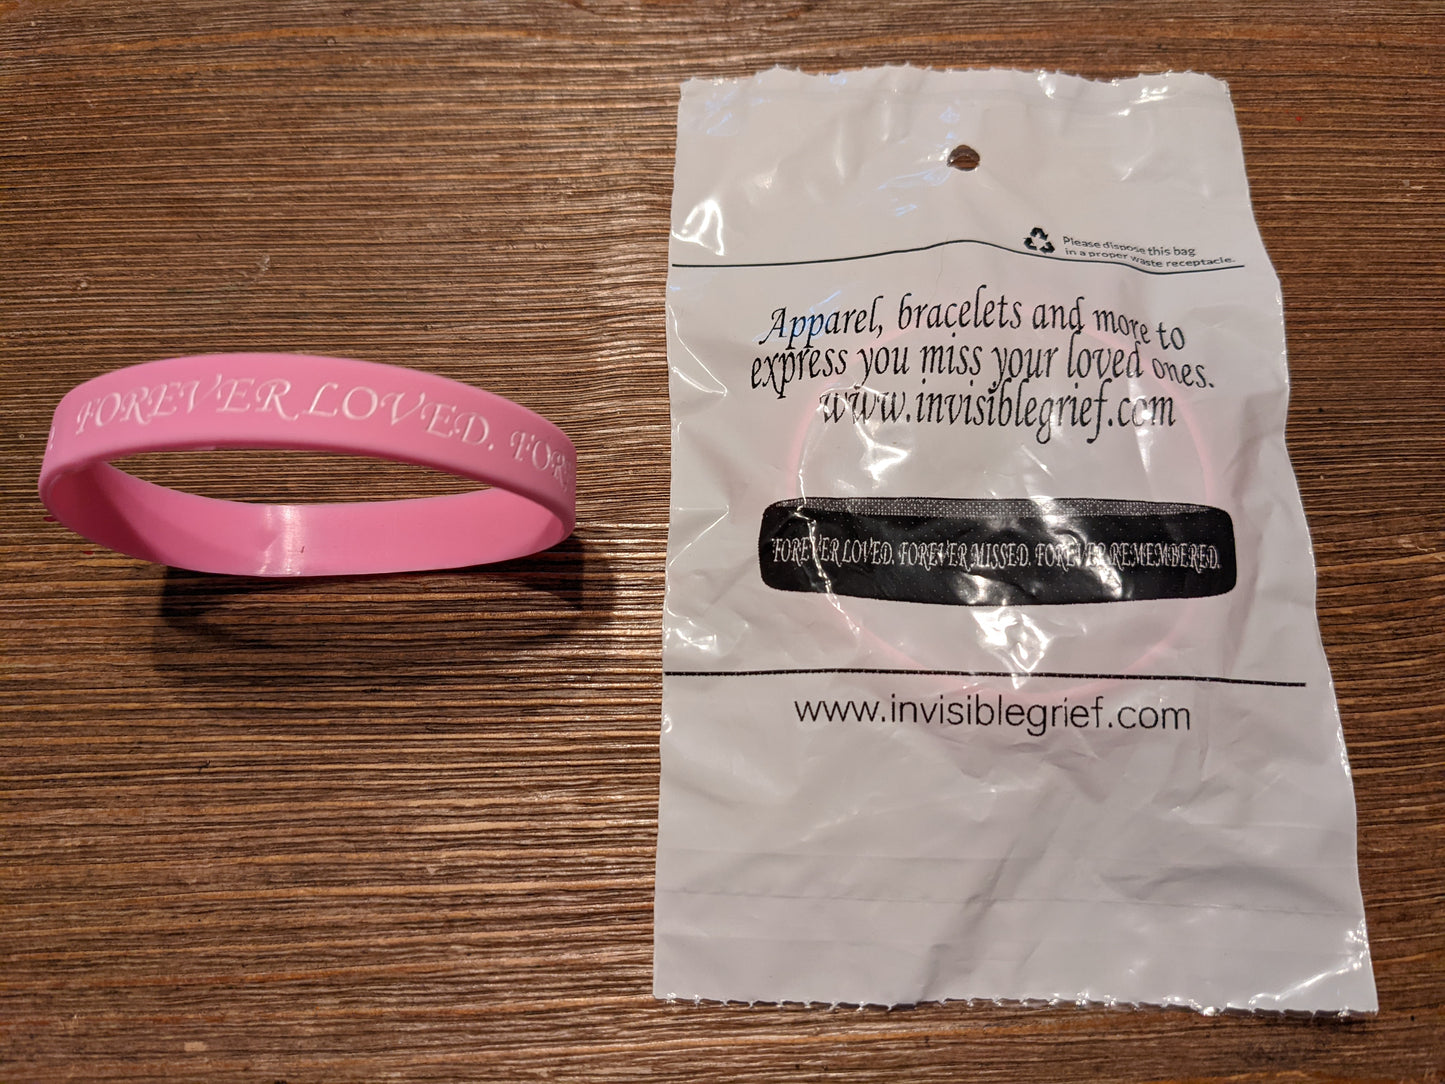 FOREVER LOVED. FORE
Please dispose this bag
in a proper waste receptacle.
Apparel, bracelets and more to
express you miss your loved ones.
www.invisiblegrief.com
FOREVER LOVED. FOREVER MISSED. FOREVER REMEMBERED.
www.invisiblegrief.com